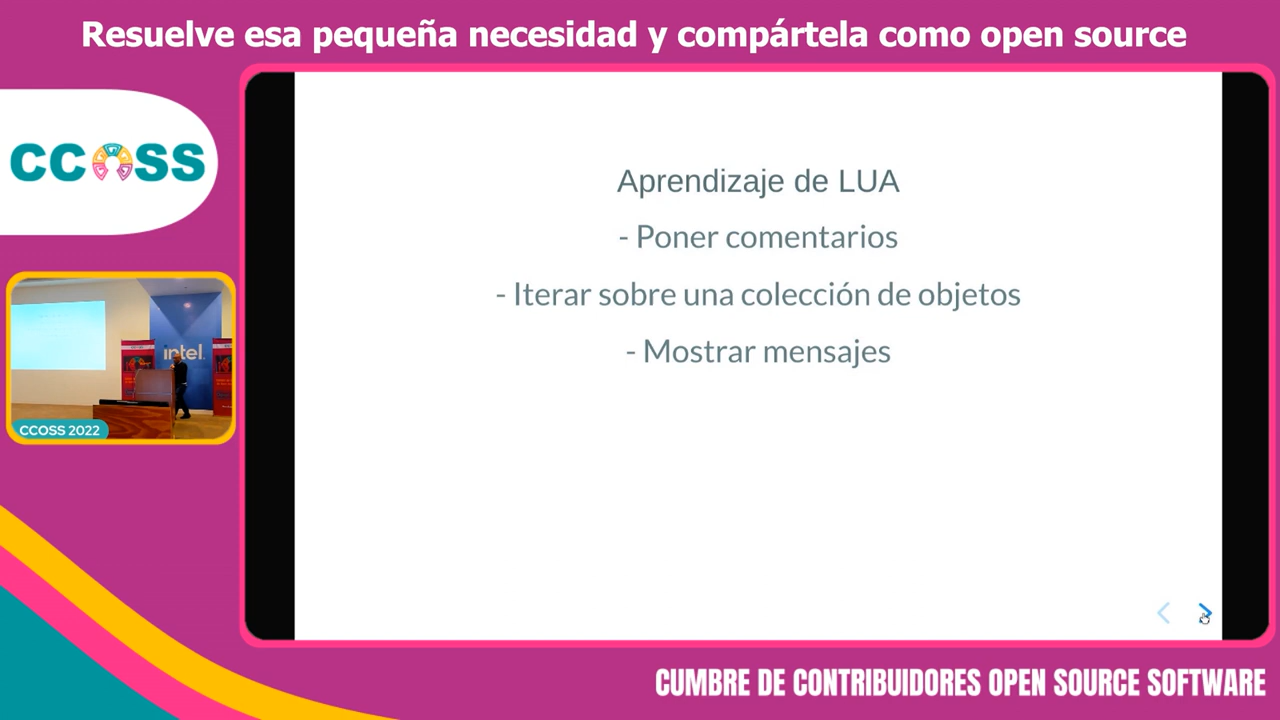 Resuelve esa pequeña necesidad y compártela como open source
CCOSS
Aprendizaje de LUA
- Poner comentarios
- Iterar sobre una colección de objetos
- Mostrar mensajes
intel
CCOSS 2022
CUMBRE DE CONTRIBUIDORES OPEN SOURCE SOFTWARE